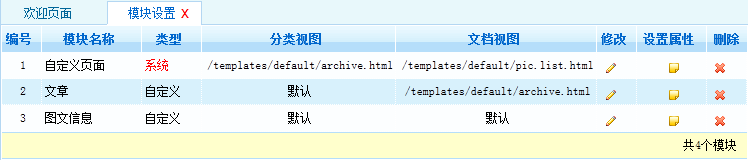 欢迎页面 模块设置 X
编号 模块名称 类型 分类视图 文档视图 修改 设置属性 删除
1 自定义页面 系统 /templates/default/archive.html /templates/default/pic.list.html
2 文章 自定义 默认 /templates/default/archive.html
3 图文信息 自定义 默认 默认
共4个模块